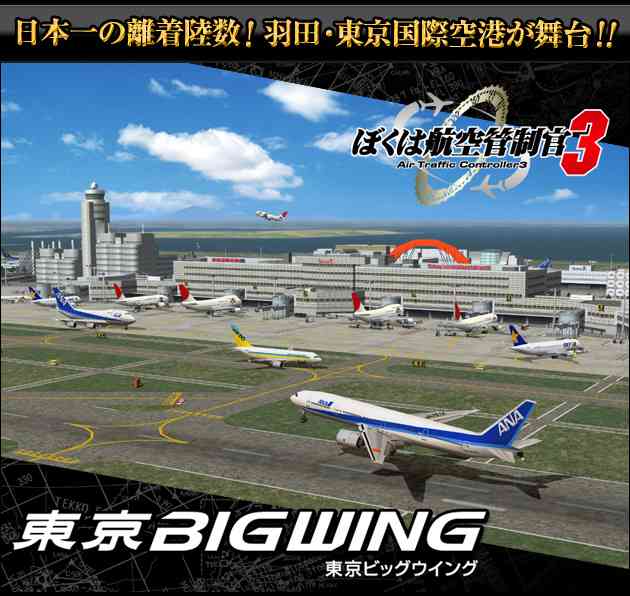 日本一の離着陸数！羽田・東京国際空港が舞台!!
ぼくは航空管制官3
Air Traffic Controller3
ANA
ANA
東京BIGWING
東京ビッグウイング